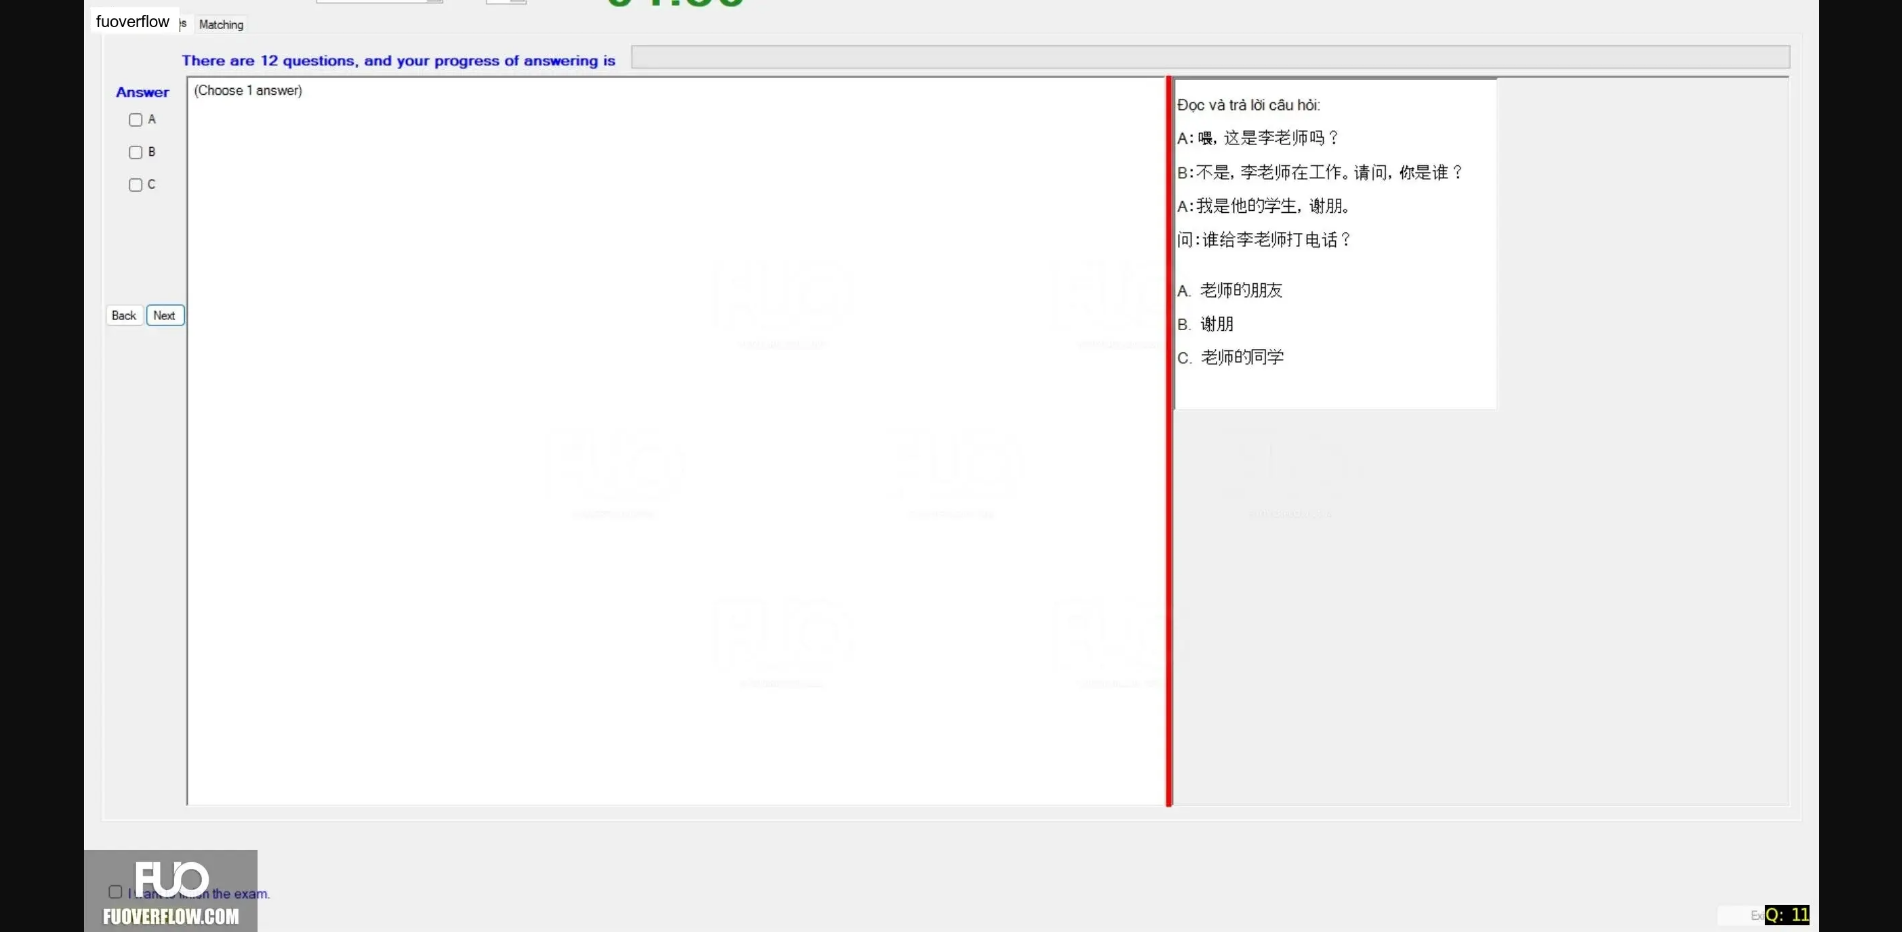 fuoverflow
Matching
There are 12 questions, and your progress of answering is
Answer
(Choose 1 answer)
A
B
C
Back
Next
Đọc và trả lời câu hỏi:
A: 喂, 这是李老师吗？
B: 不是, 李老师在工作。请问, 你是谁？
A: 我是他的学生, 谢朋。
问: 谁给李老师打电话？
A. 老师的朋友
B. 谢朋
C. 老师的同学
FUO
the exam.
FUOVERFLOW.COM
Q: 11